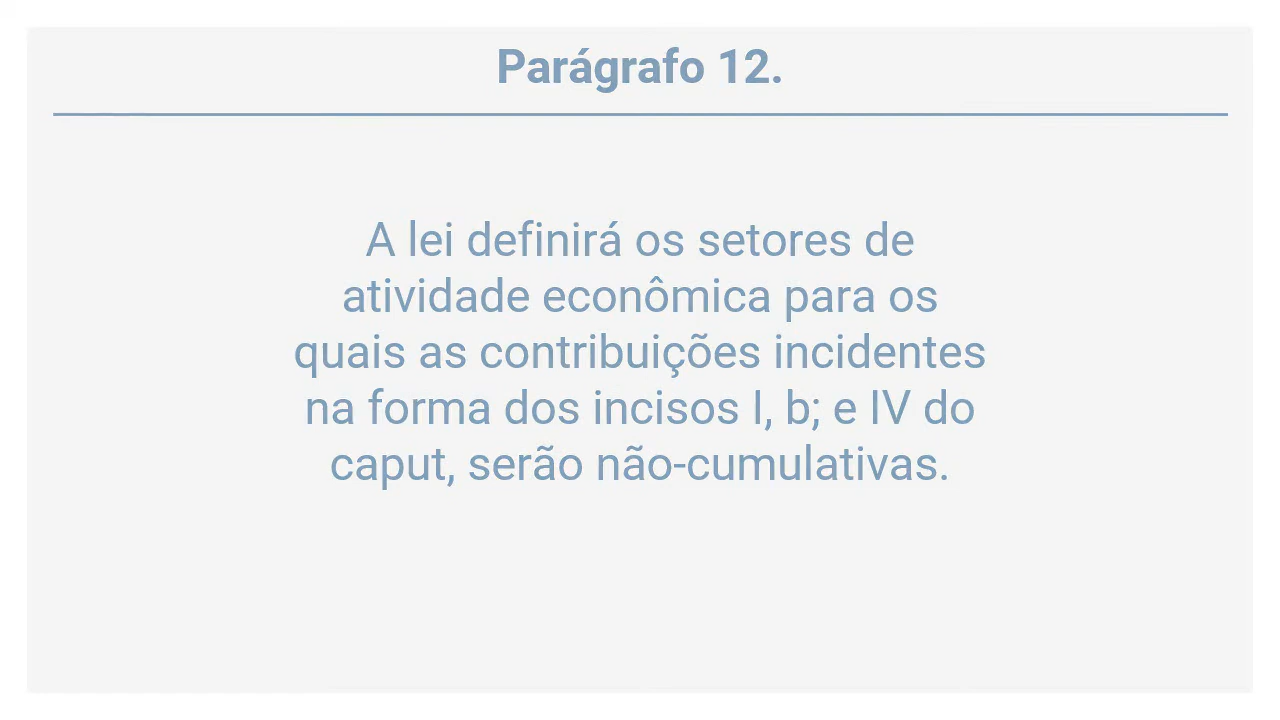 Parágrafo 12.
A lei definirá os setores de
atividade econômica para os
quais as contribuições incidentes
na forma dos incisos I, b; e IV do
caput, serão não-cumulativas.